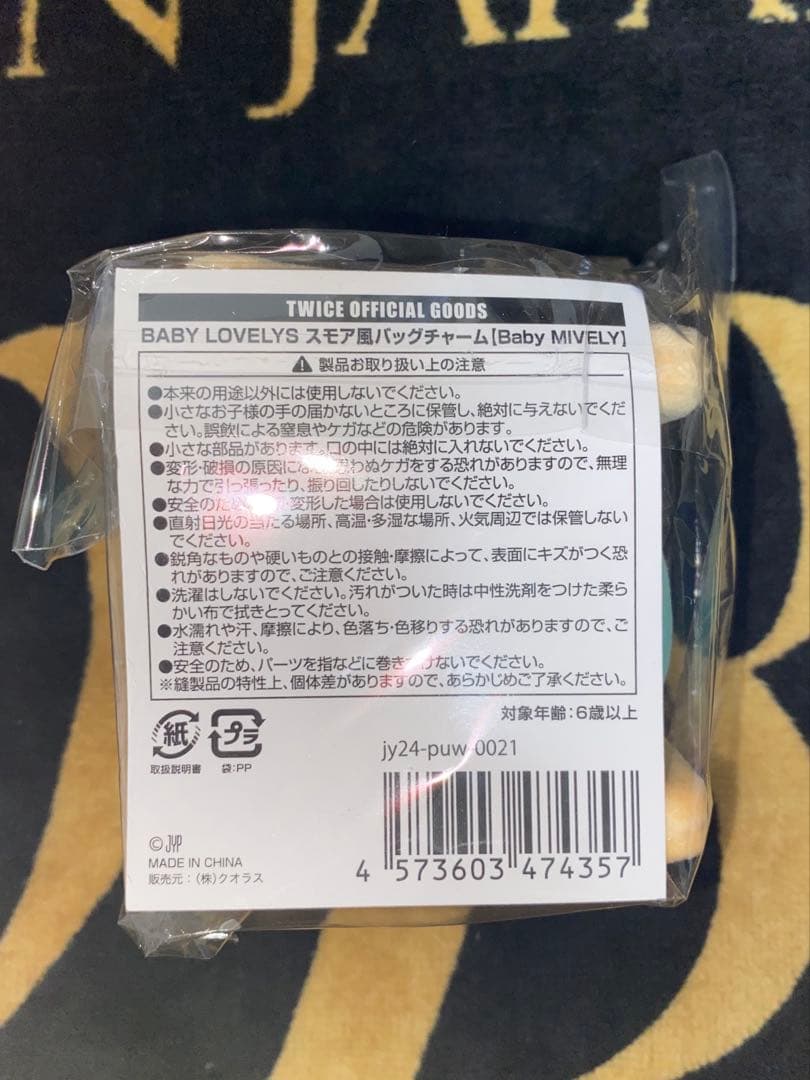 N JAPA
TWICE OFFICIAL GOODS
BABY LOVELYS スモア風バッグチャーム【Baby MIVELY】
製品お取り扱い上の注意
●本来の用途以外には使用しないでください。
●小さなお子様の手の届かないところに保管し、絶対に与えないでくだ
さい。誤飲による窒息やケガなどの危険があります。
●小さな部品があります。口の中には絶対に入れないでください。
●変形・破損の原因になり思わぬケガをする恐れがありますので、無理
な力で引っ張ったり、振り回したりしないでください。
●安全のため 変形した場合は使用しないでください。
●直射日光の当たる場所、高温・多湿な場所、火気周辺では保管しない
でください。
●鋭角なものや硬いものとの接触・摩擦によって、表面にキズがつく恐
れがありますので、ご注意ください。
●洗濯はしないでください。汚れがついた時は中性洗剤をつけた柔ら
かい布で拭きとってください。
●水濡れや汗、摩擦により、色落ち・色移りする恐れがありますので、ご
注意ください。
●安全のため、パーツを指などに巻きつけないでください。
※縫製品の特性上、個体差がありますので、あらかじめご了承ください。
対象年齢：6歳以上
紙
プラ
取扱説明書
袋：PP
jy24-puw-0021
©JYP
MADE IN CHINA
販売元：（株）クオラス
4 573603 474357